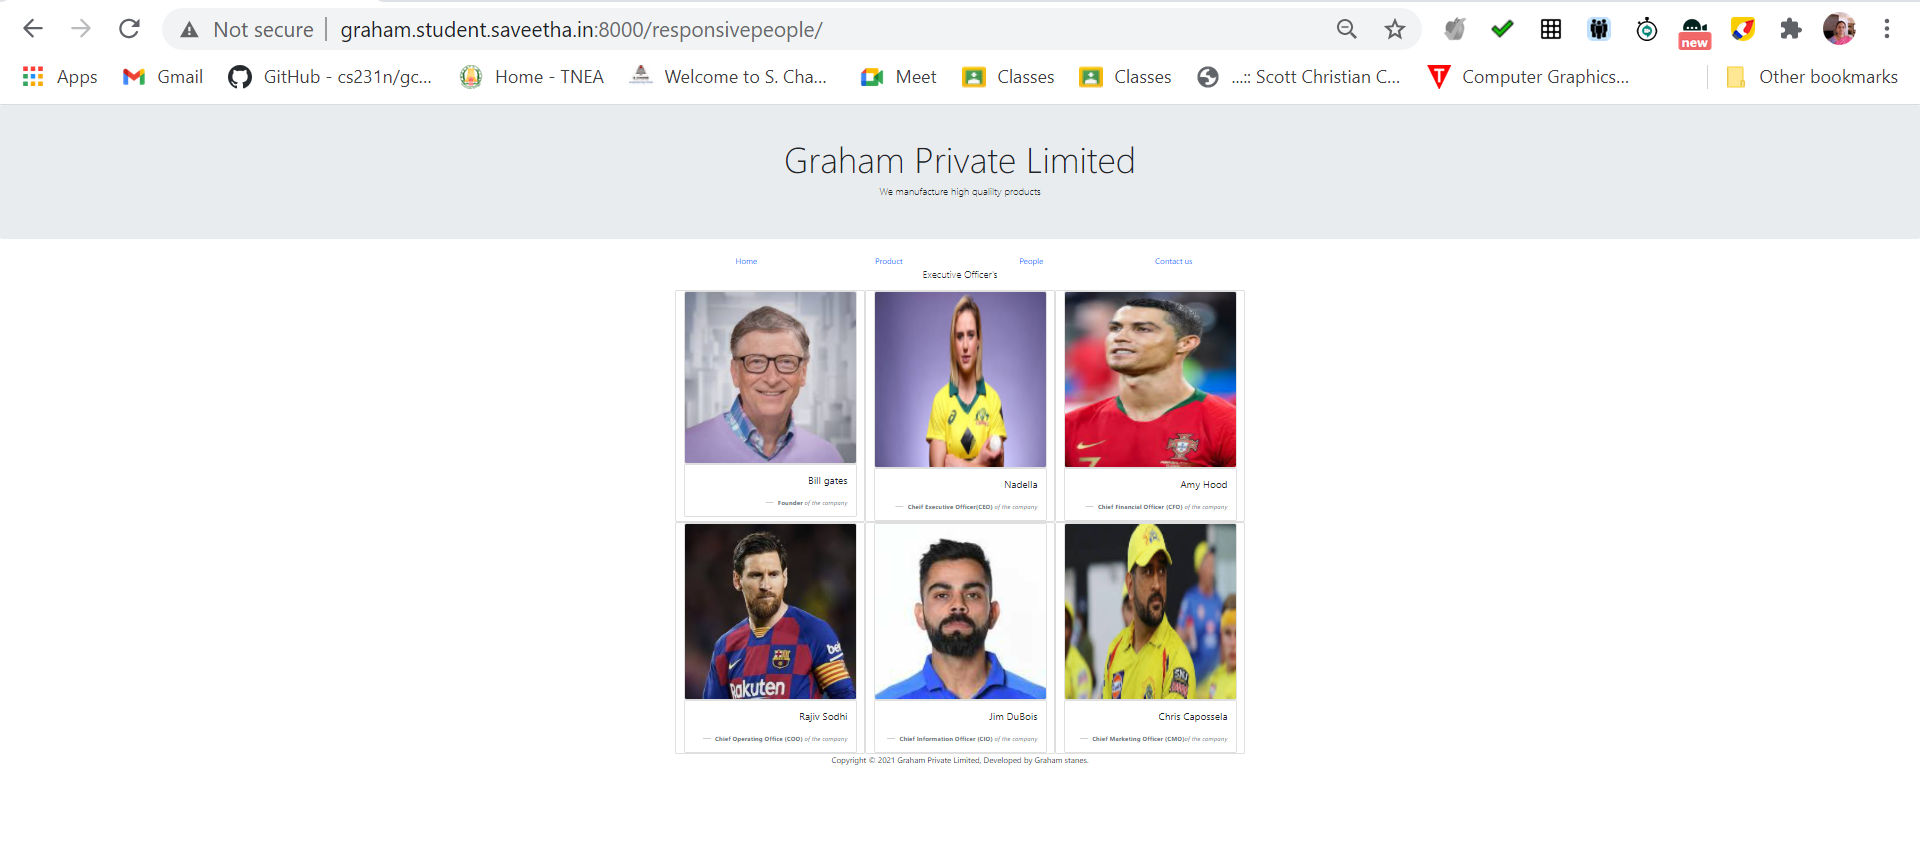 Not secure | graham.student.saveetha.in:8000/responsivepeople/
new
Apps Gmail GitHub - cs231n/gc... Home - TNEA Welcome to S. Cha... Meet Classes Classes ...:: Scott Christian C... Computer Graphics... Other bookmarks
Graham Private Limited
We manufacture high quality products
Home Product People Contact us
Executive Officer's
Bill gates
— Founder of the company
Nadella
— Cheif Executive Officer(CEO) of the company
Amy Hood
— Chief Financial Officer (CFO) of the company
Rakuten
beko
Rajiv Sodhi
— Chief Operating Office (COO) of the company
Jim DuBois
— Chief Information Officer (CIO) of the company
Chris Capossela
— Chief Marketing Officer (CMO)of the company
Copyright © 2021 Graham Private Limited, Developed by Graham stanes.